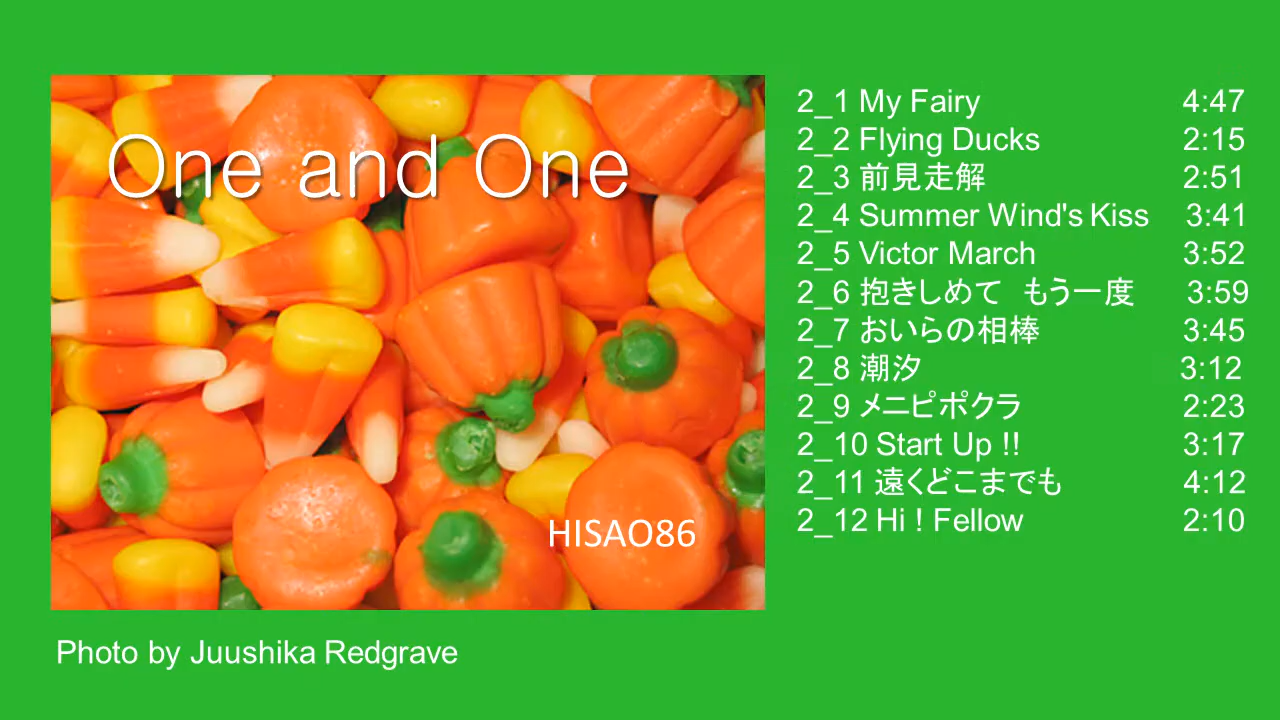 One and One
HISAO86
2_1 My Fairy 4:47
2_2 Flying Ducks 2:15
2_3 前見走解 2:51
2_4 Summer Wind's Kiss 3:41
2_5 Victor March 3:52
2_6 抱きしめて もう一度 3:59
2_7 おいらの相棒 3:45
2_8 潮汐 3:12
2_9 メニピポクラ 2:23
2_10 Start Up !! 3:17
2_11 遠くどこまでも 4:12
2_12 Hi ! Fellow 2:10
Photo by Juushika Redgrave